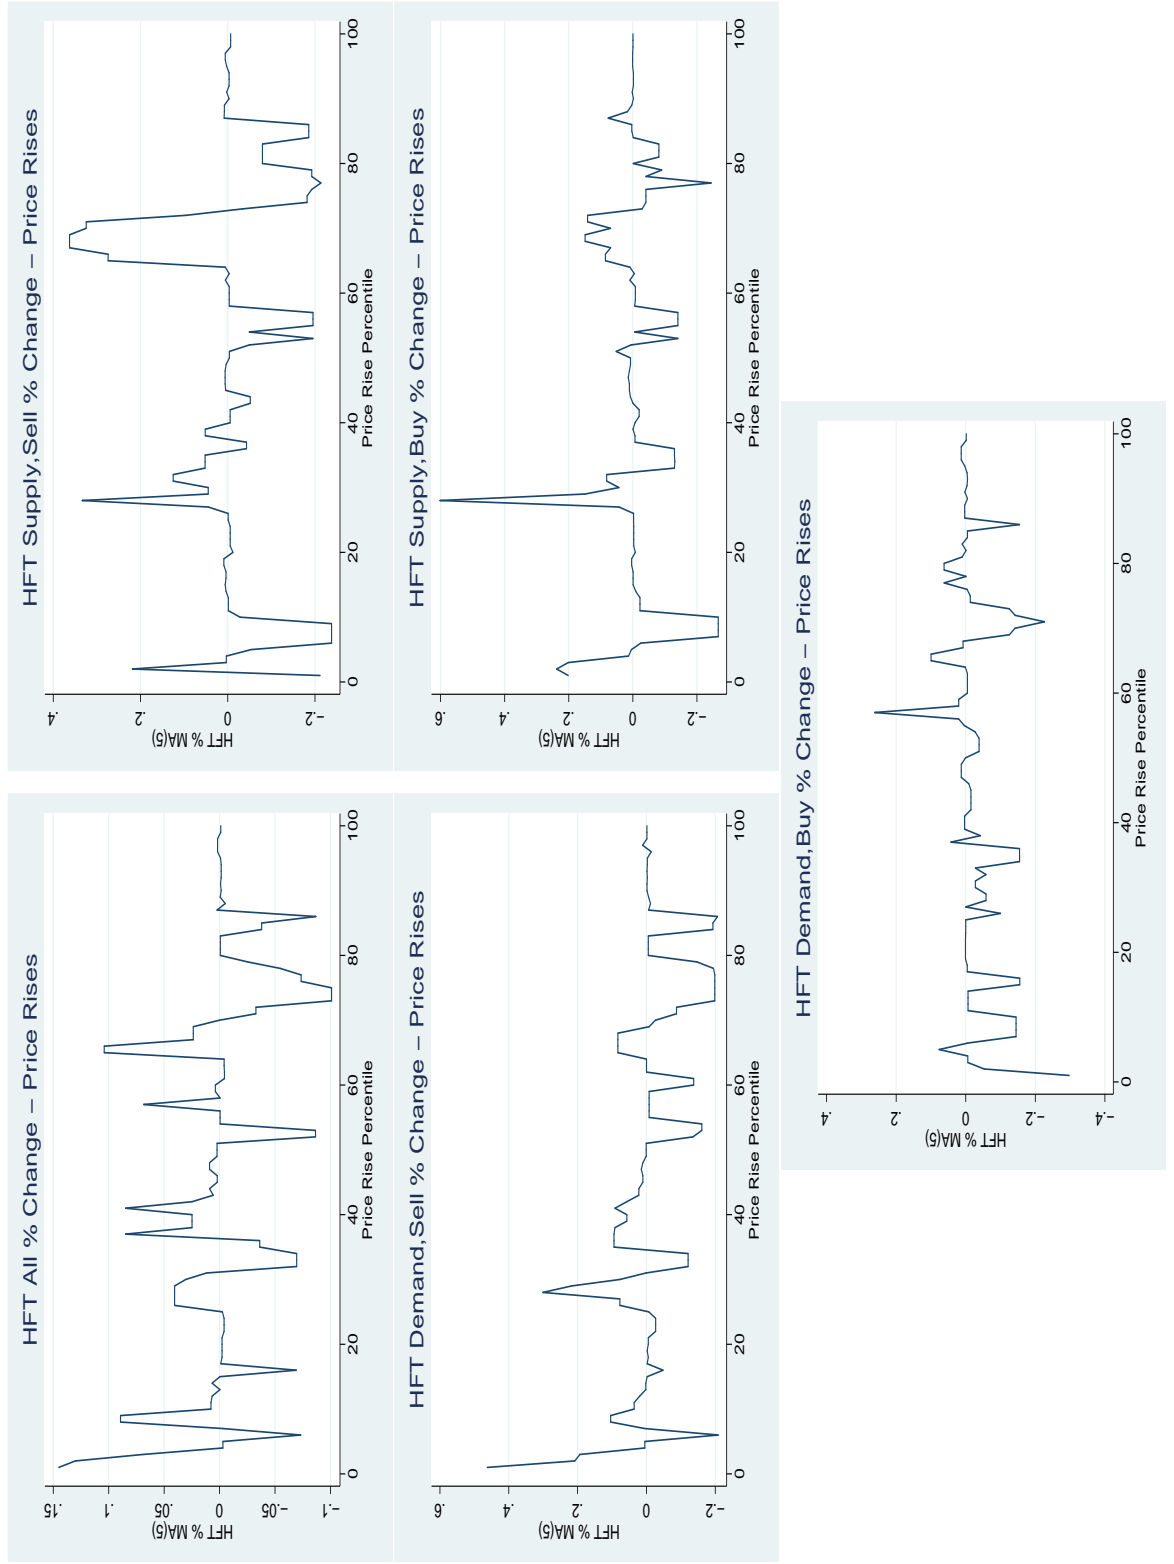 HFT All % Change – Price Rises
HFT % MA(5)
.15
.1
.05
0
-.05
-.1
0 20 40 60 80 100
Price Rise Percentile
HFT Supply,Sell % Change – Price Rises
HFT % MA(5)
.4
.2
0
-.2
0 20 40 60 80 100
Price Rise Percentile
HFT Demand,Sell % Change – Price Rises
HFT % MA(5)
.6
.4
.2
0
-.2
0 20 40 60 80 100
Price Rise Percentile
HFT Supply,Buy % Change – Price Rises
HFT % MA(5)
.6
.4
.2
0
-.2
0 20 40 60 80 100
Price Rise Percentile
HFT Demand,Buy % Change – Price Rises
HFT % MA(5)
.4
.2
0
-.2
-.4
0 20 40 60 80 100
Price Rise Percentile